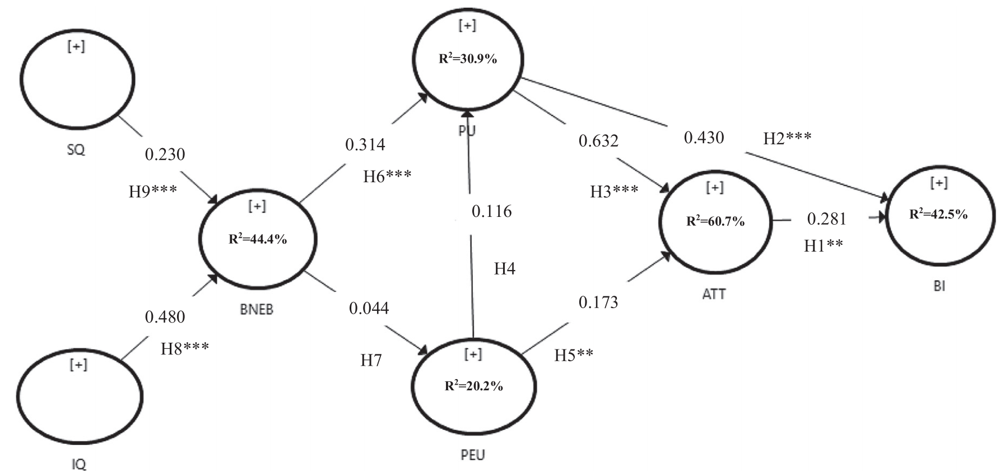 [+]
R²=30.9%
PU
[+]
SQ
0.230
H9***
0.314
H6***
0.632
H3***
0.430
H2***
[+]
R²=44.4%
BNEB
0.116
H4
[+]
R²=60.7%
ATT
0.281
H1**
[+]
R²=42.5%
BI
0.480
H8***
0.044
H7
0.173
H5**
[+]
IQ
[+]
R²=20.2%
PEU